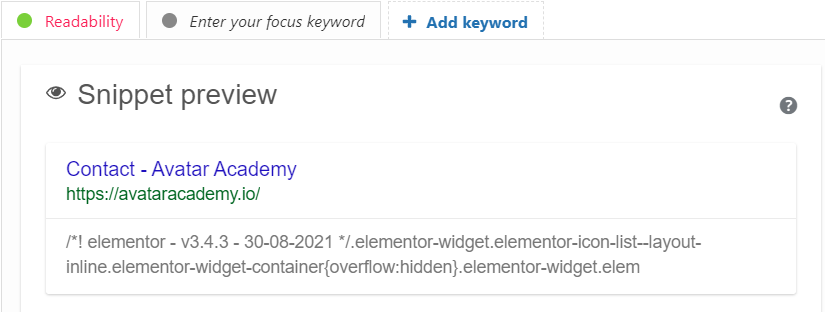 Readability Enter your focus keyword + Add keyword
Snippet preview
?
Contact - Avatar Academy
https://avataracademy.io/
/*! elementor - v3.4.3 - 30-08-2021 */.elementor-widget.elementor-icon-list--layout-
inline.elementor-widget-container{overflow:hidden}.elementor-widget.elem